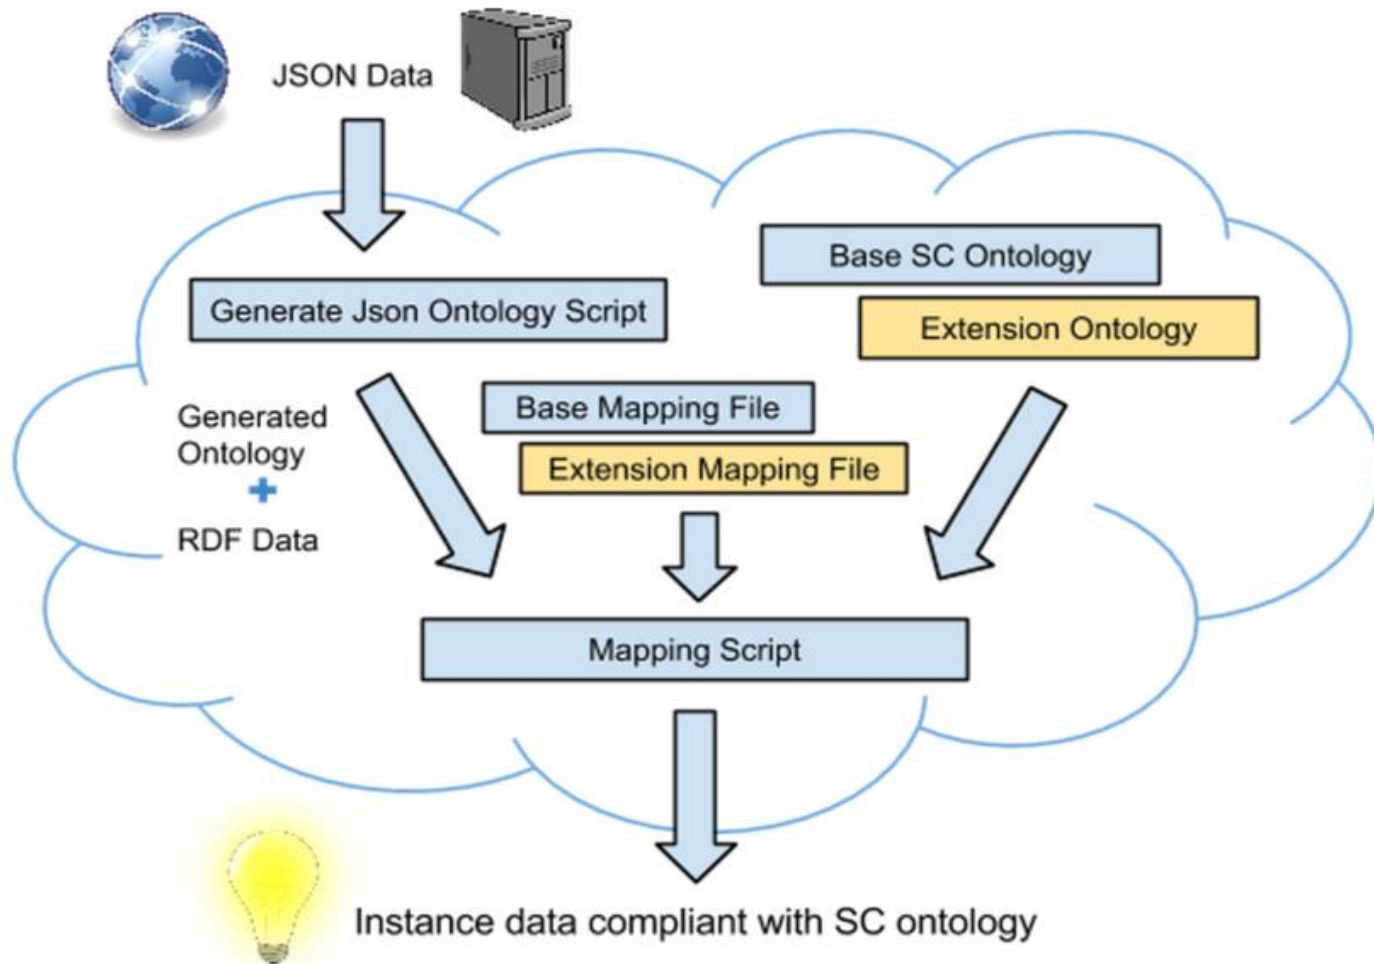 JSON Data
Base SC Ontology
Generate Json Ontology Script
Extension Ontology
Base Mapping File
Generated
Ontology
Extension Mapping File
RDF Data
Mapping Script
Instance data compliant with SC ontology